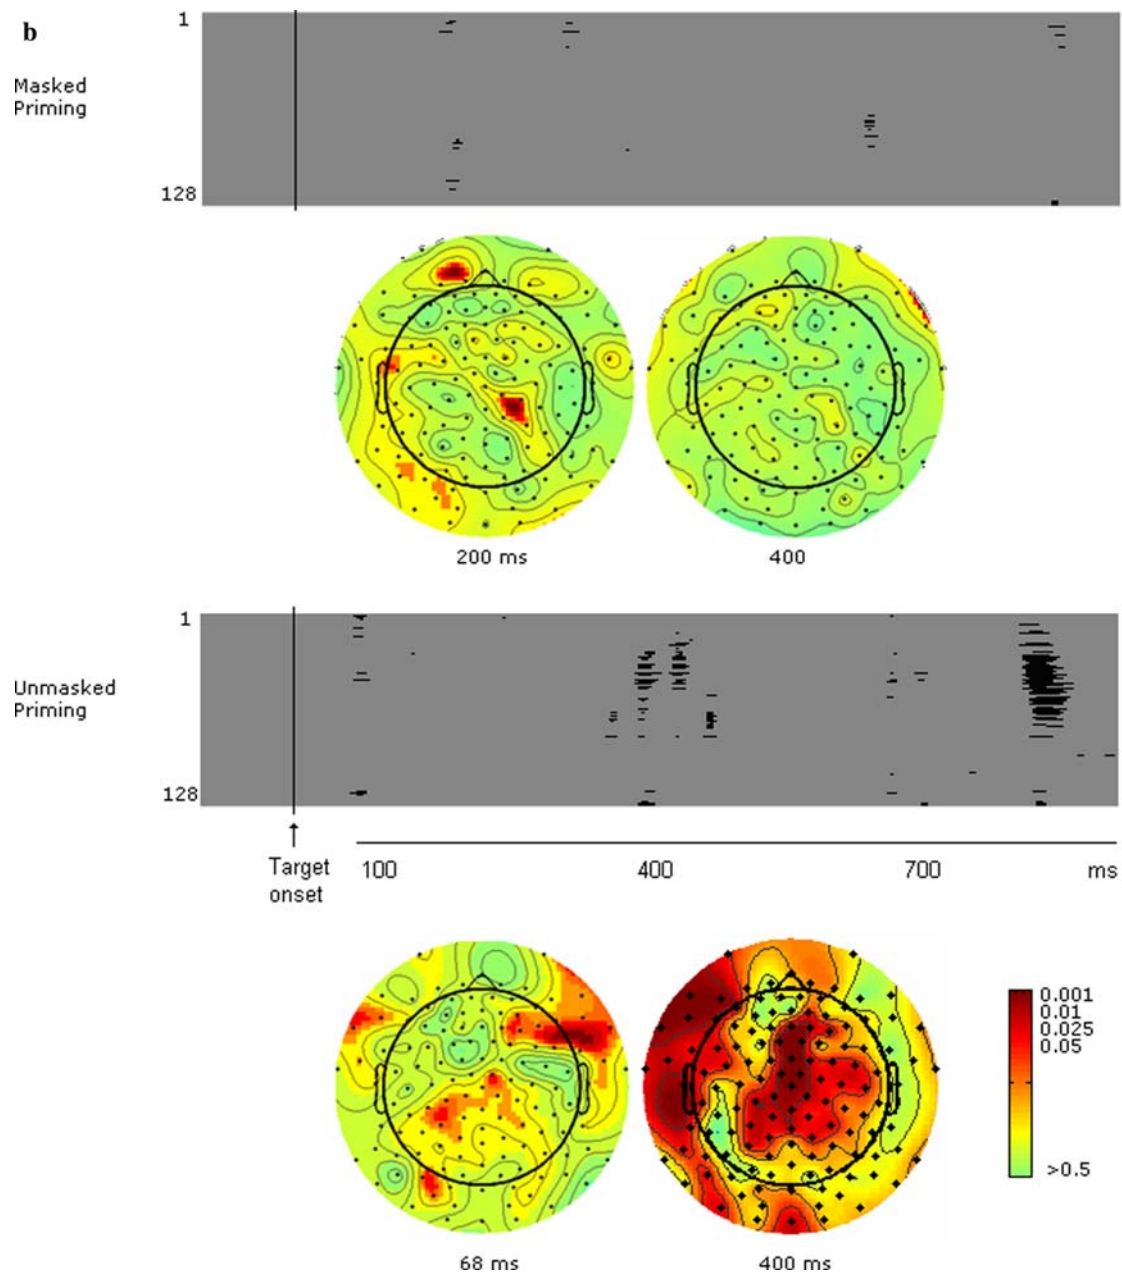 b
1
Masked
Priming
128
200 ms
400
1
Unmasked
Priming
128
Target
onset
100
400
700
ms
0.001
0.01
0.025
0.05
>0.5
68 ms
400 ms